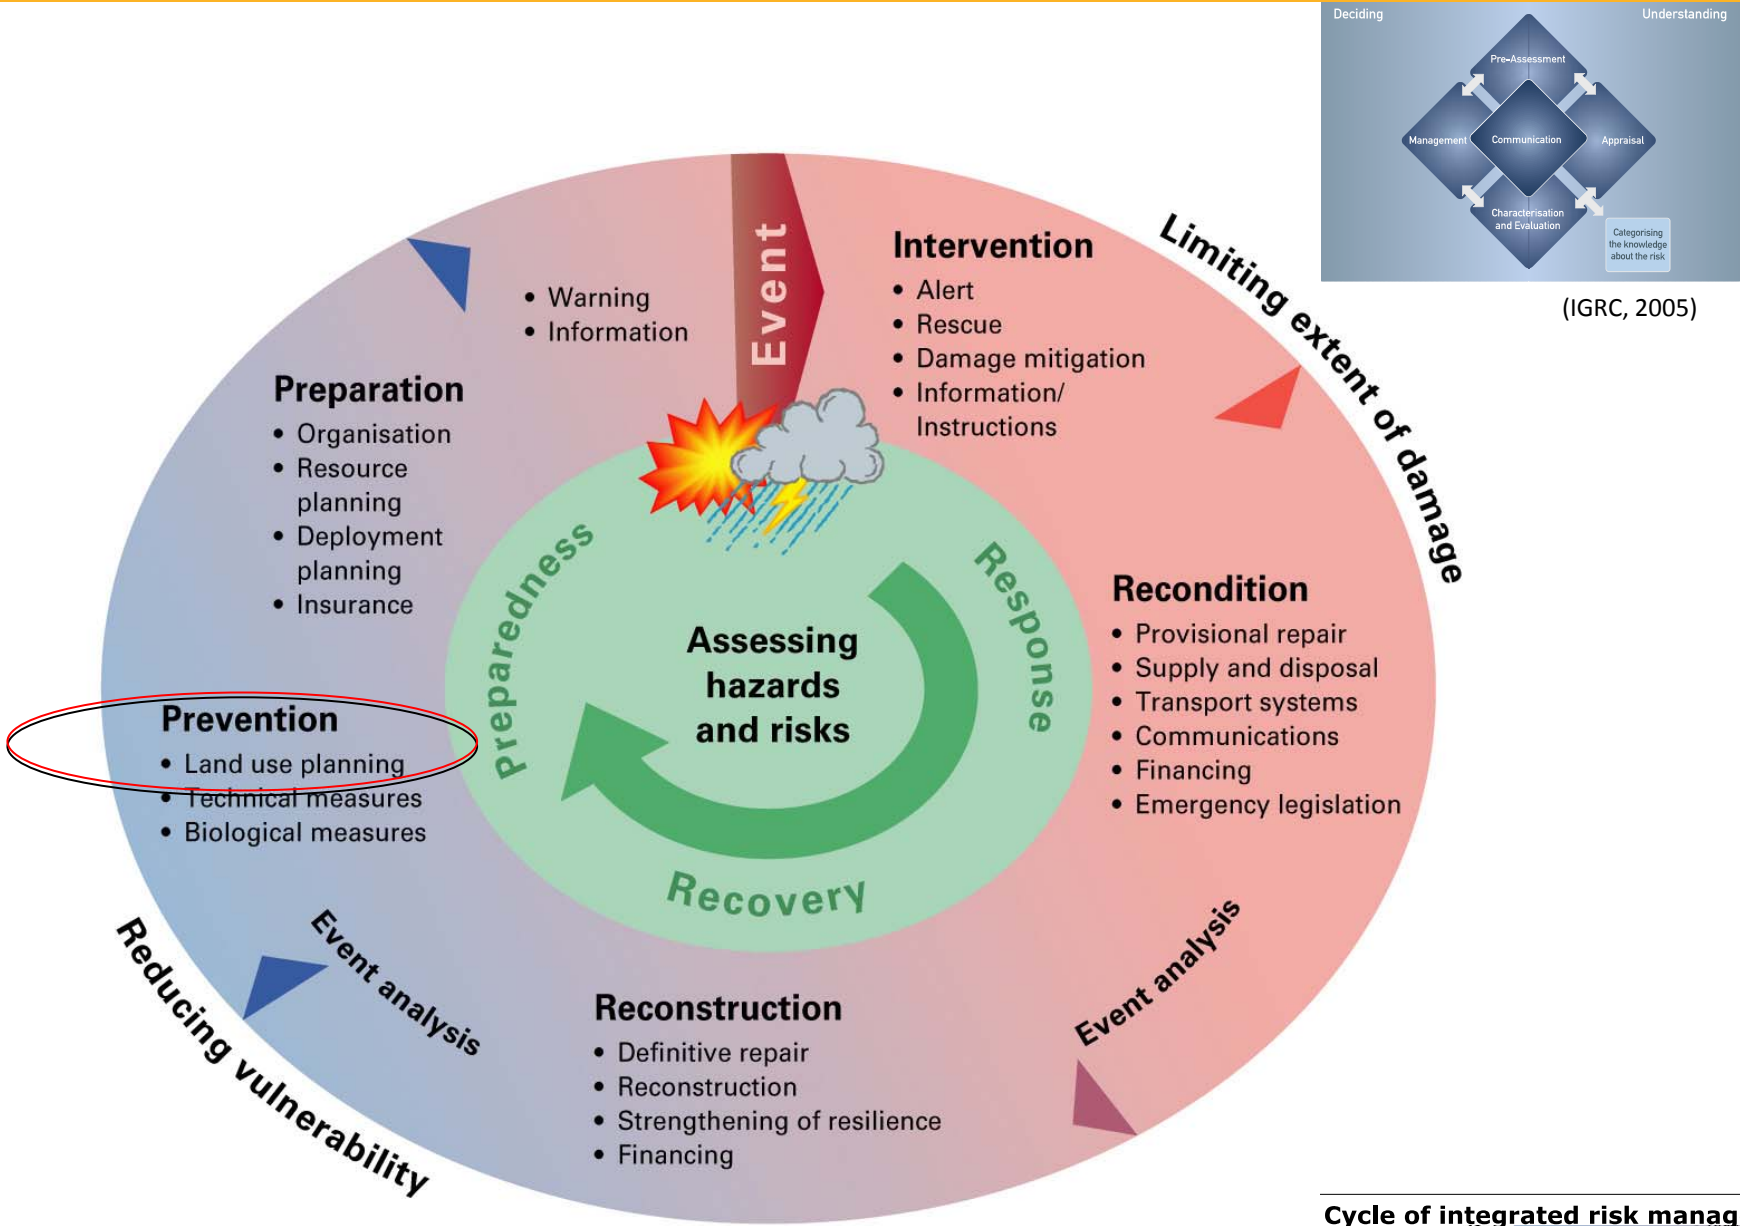 Deciding
Understanding
Pre-Assessment
Management
Communication
Appraisal
Characterisation
and Evaluation
Categorising
the knowledge
about the risk
(IGRC, 2005)
Event
Intervention
• Alert
• Rescue
• Damage mitigation
• Information/
Instructions
Limiting extent of damage
• Warning
• Information
Preparation
• Organisation
• Resource
planning
• Deployment
planning
• Insurance
Preparedness
Response
Recovery
Assessing
hazards
and risks
Recondition
• Provisional repair
• Supply and disposal
• Transport systems
• Communications
• Financing
• Emergency legislation
Prevention
• Land use planning
• Technical measures
• Biological measures
Event analysis
Event analysis
Reducing vulnerability
Reconstruction
• Definitive repair
• Reconstruction
• Strengthening of resilience
• Financing
Cycle of integrated risk manag